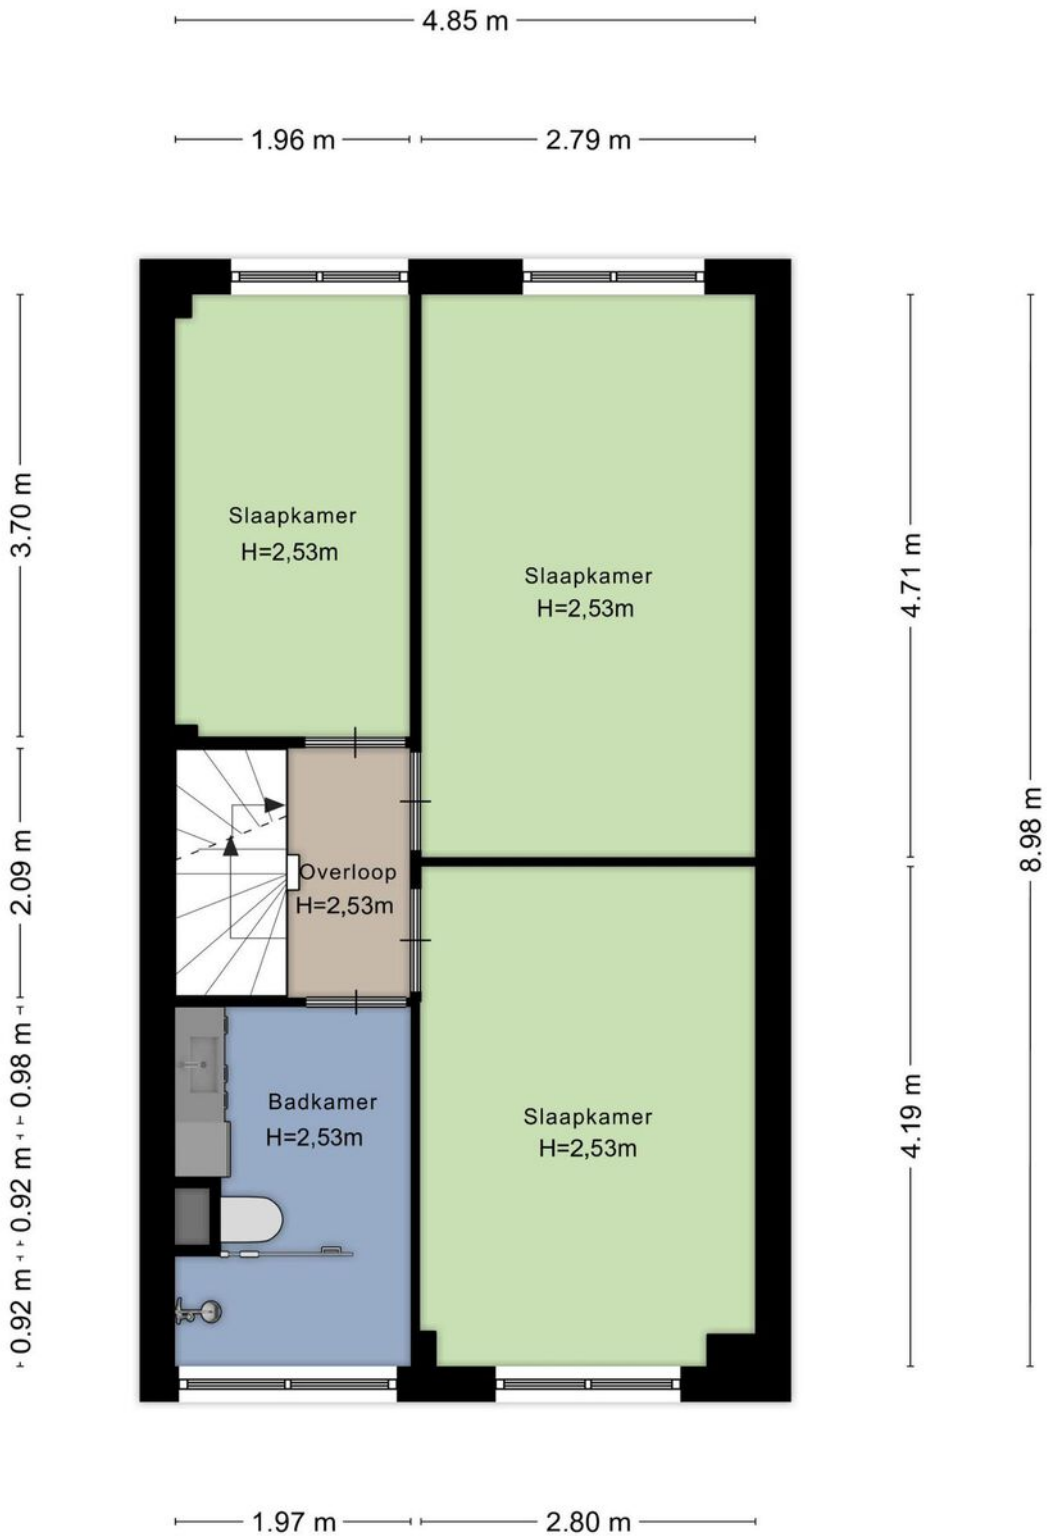 4.85 m
1.96 m
2.79 m
3.70 m
2.09 m
0.98 m
0.92 m
0.92 m
Slaapkamer
H=2,53m
Slaapkamer
H=2,53m
Overloop
H=2,53m
Badkamer
H=2,53m
Slaapkamer
H=2,53m
4.71 m
4.19 m
8.98 m
1.97 m
2.80 m